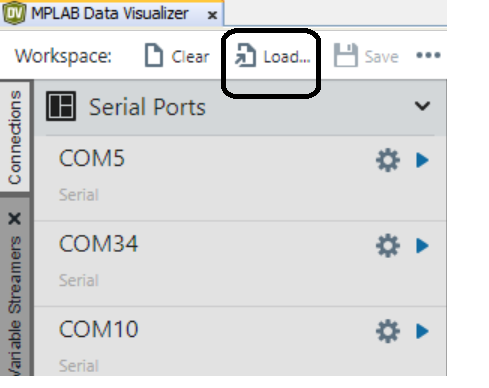 DV MPLAB Data Visualizer x
Workspace: Clear Load... Save •••
Connections
Serial Ports
COM5
Serial
Variable Streamers
COM34
Serial
COM10
Serial